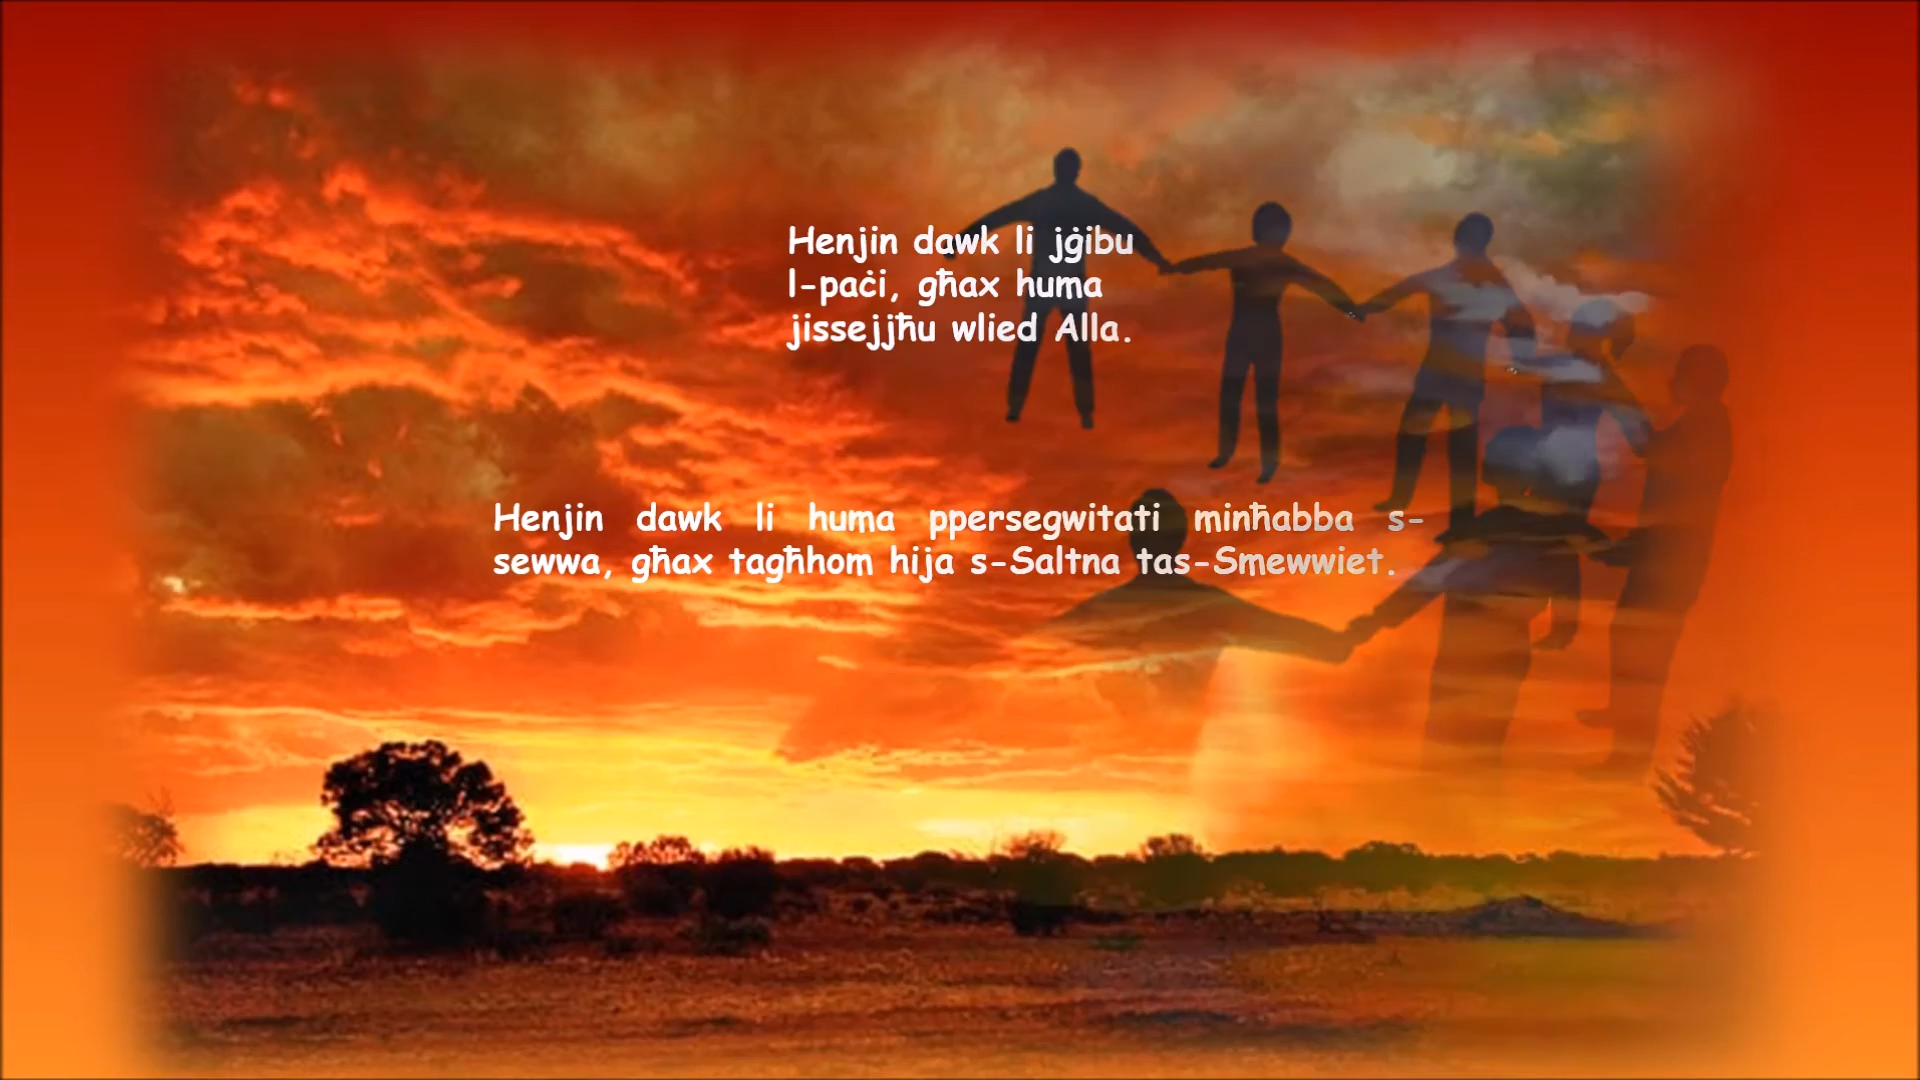 Henjin dawk li jġibu
l-paċi, għax huma
jissejjħu wlied Alla.
Henjin dawk li huma ppersegwitati minħabba s-
sewwa, għax tagħhom hija s-Saltna tas-Smewwiet.